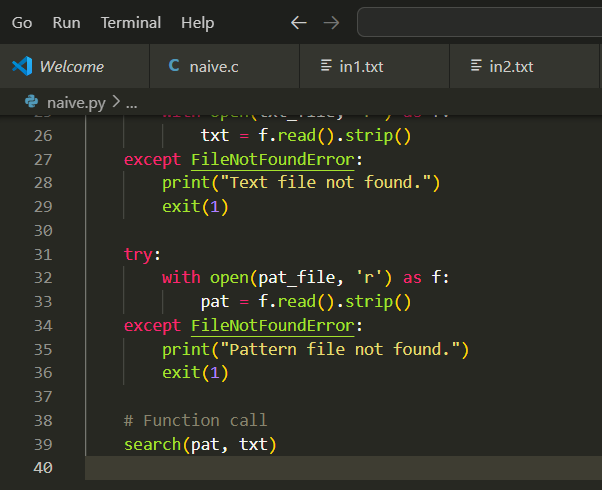 Go Run Terminal Help
Welcome naive.c in1.txt in2.txt
naive.py > ...
25 with open(txt_file, 'r') as f:
26 txt = f.read().strip()
27 except FileNotFoundError:
28 print("Text file not found.")
29 exit(1)
30
31 try:
32 with open(pat_file, 'r') as f:
33 pat = f.read().strip()
34 except FileNotFoundError:
35 print("Pattern file not found.")
36 exit(1)
37
38 # Function call
39 search(pat, txt)
40